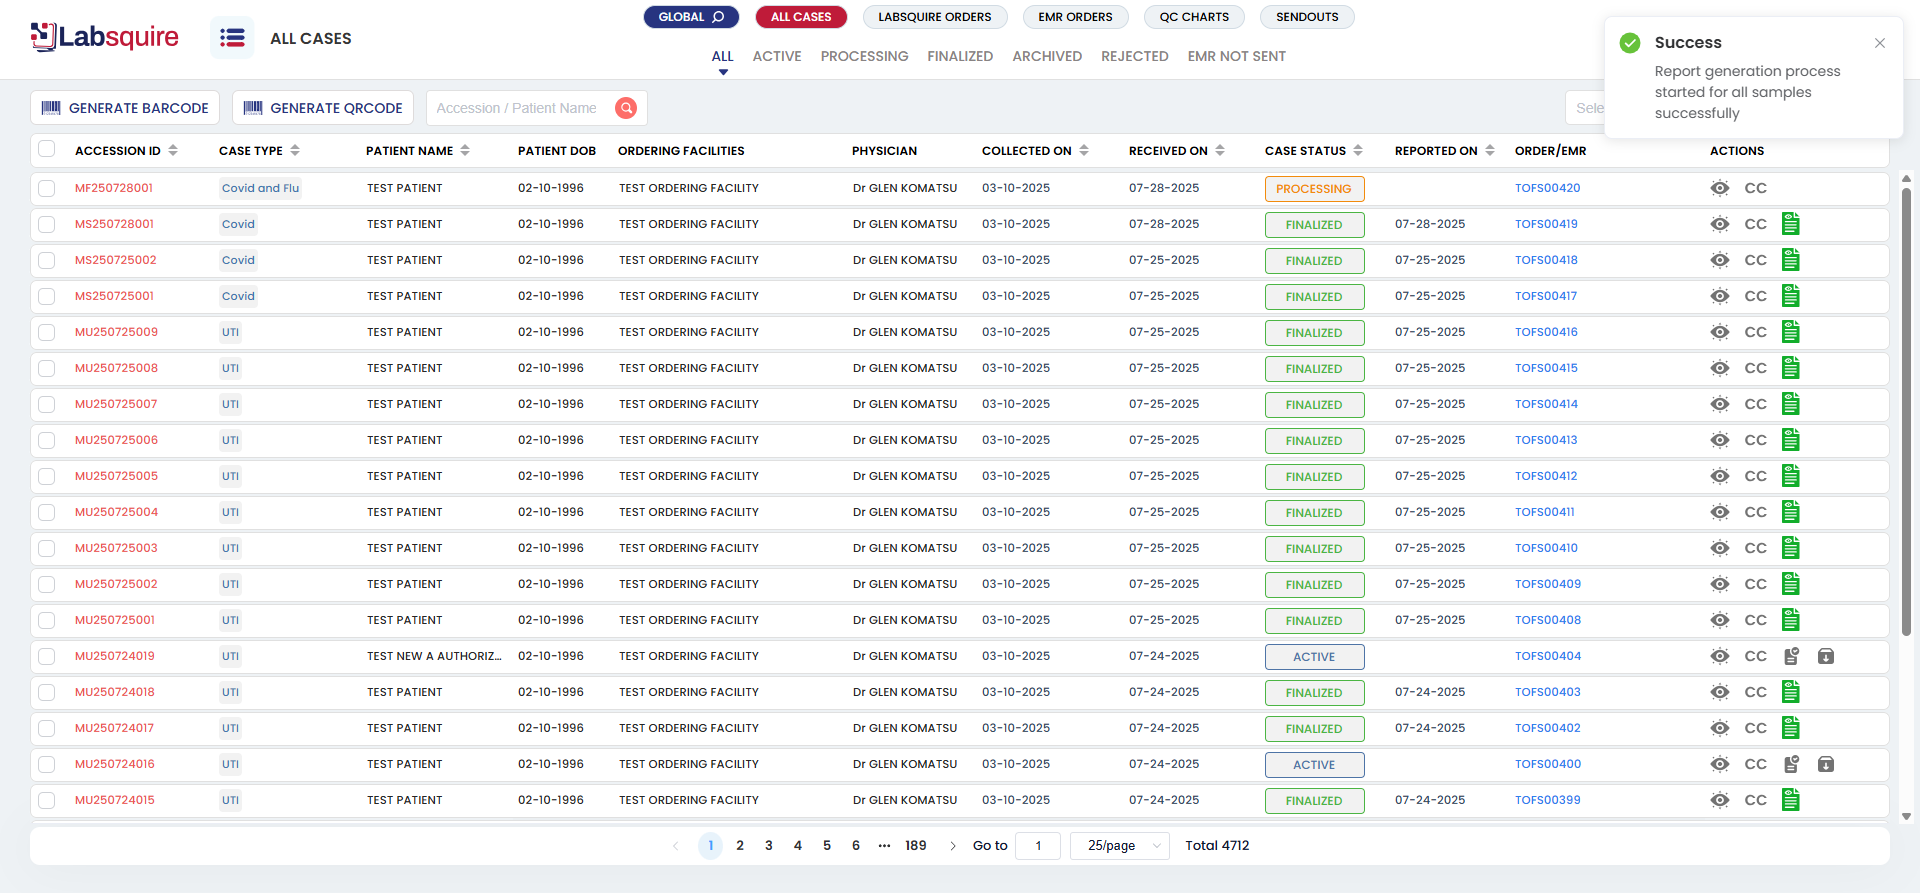 Labsquire
ALL CASES
GLOBAL
ALL CASES
LABSQUIRE ORDERS
EMR ORDERS
QC CHARTS
SENDOUTS
ALL
ACTIVE
PROCESSING
FINALIZED
ARCHIVED
REJECTED
EMR NOT SENT
Success
Report generation process
started for all samples
successfully
GENERATE BARCODE
GENERATE QRCODE
Accession / Patient Name
Sele
ACCESSION ID CASE TYPE PATIENT NAME PATIENT DOB ORDERING FACILITIES PHYSICIAN COLLECTED ON RECEIVED ON CASE STATUS REPORTED ON ORDER/EMR ACTIONS
MF250728001 Covid and Flu TEST PATIENT 02-10-1996 TEST ORDERING FACILITY Dr GLEN KOMATSU 03-10-2025 07-28-2025 PROCESSING TOFS00420 CC
MS250728001 Covid TEST PATIENT 02-10-1996 TEST ORDERING FACILITY Dr GLEN KOMATSU 03-10-2025 07-28-2025 FINALIZED 07-28-2025 TOFS00419 CC
MS250725002 Covid TEST PATIENT 02-10-1996 TEST ORDERING FACILITY Dr GLEN KOMATSU 03-10-2025 07-25-2025 FINALIZED 07-25-2025 TOFS00418 CC
MS250725001 Covid TEST PATIENT 02-10-1996 TEST ORDERING FACILITY Dr GLEN KOMATSU 03-10-2025 07-25-2025 FINALIZED 07-25-2025 TOFS00417 CC
MU250725009 UTI TEST PATIENT 02-10-1996 TEST ORDERING FACILITY Dr GLEN KOMATSU 03-10-2025 07-25-2025 FINALIZED 07-25-2025 TOFS00416 CC
MU250725008 UTI TEST PATIENT 02-10-1996 TEST ORDERING FACILITY Dr GLEN KOMATSU 03-10-2025 07-25-2025 FINALIZED 07-25-2025 TOFS00415 CC
MU250725007 UTI TEST PATIENT 02-10-1996 TEST ORDERING FACILITY Dr GLEN KOMATSU 03-10-2025 07-25-2025 FINALIZED 07-25-2025 TOFS00414 CC
MU250725006 UTI TEST PATIENT 02-10-1996 TEST ORDERING FACILITY Dr GLEN KOMATSU 03-10-2025 07-25-2025 FINALIZED 07-25-2025 TOFS00413 CC
MU250725005 UTI TEST PATIENT 02-10-1996 TEST ORDERING FACILITY Dr GLEN KOMATSU 03-10-2025 07-25-2025 FINALIZED 07-25-2025 TOFS00412 CC
MU250725004 UTI TEST PATIENT 02-10-1996 TEST ORDERING FACILITY Dr GLEN KOMATSU 03-10-2025 07-25-2025 FINALIZED 07-25-2025 TOFS00411 CC
MU250725003 UTI TEST PATIENT 02-10-1996 TEST ORDERING FACILITY Dr GLEN KOMATSU 03-10-2025 07-25-2025 FINALIZED 07-25-2025 TOFS00410 CC
MU250725002 UTI TEST PATIENT 02-10-1996 TEST ORDERING FACILITY Dr GLEN KOMATSU 03-10-2025 07-25-2025 FINALIZED 07-25-2025 TOFS00409 CC
MU250725001 UTI TEST PATIENT 02-10-1996 TEST ORDERING FACILITY Dr GLEN KOMATSU 03-10-2025 07-25-2025 FINALIZED 07-25-2025 TOFS00408 CC
MU250724019 UTI TEST NEW A AUTHORIZ... 02-10-1996 TEST ORDERING FACILITY Dr GLEN KOMATSU 03-10-2025 07-24-2025 ACTIVE TOFS00404 CC
MU250724018 UTI TEST PATIENT 02-10-1996 TEST ORDERING FACILITY Dr GLEN KOMATSU 03-10-2025 07-24-2025 FINALIZED 07-24-2025 TOFS00403 CC
MU250724017 UTI TEST PATIENT 02-10-1996 TEST ORDERING FACILITY Dr GLEN KOMATSU 03-10-2025 07-24-2025 FINALIZED 07-24-2025 TOFS00402 CC
MU250724016 UTI TEST PATIENT 02-10-1996 TEST ORDERING FACILITY Dr GLEN KOMATSU 03-10-2025 07-24-2025 ACTIVE TOFS00400 CC
MU250724015 UTI TEST PATIENT 02-10-1996 TEST ORDERING FACILITY Dr GLEN KOMATSU 03-10-2025 07-24-2025 FINALIZED 07-24-2025 TOFS00399 CC
1 2 3 4 5 6 ••• 189 Go to 1 25/page Total 4712